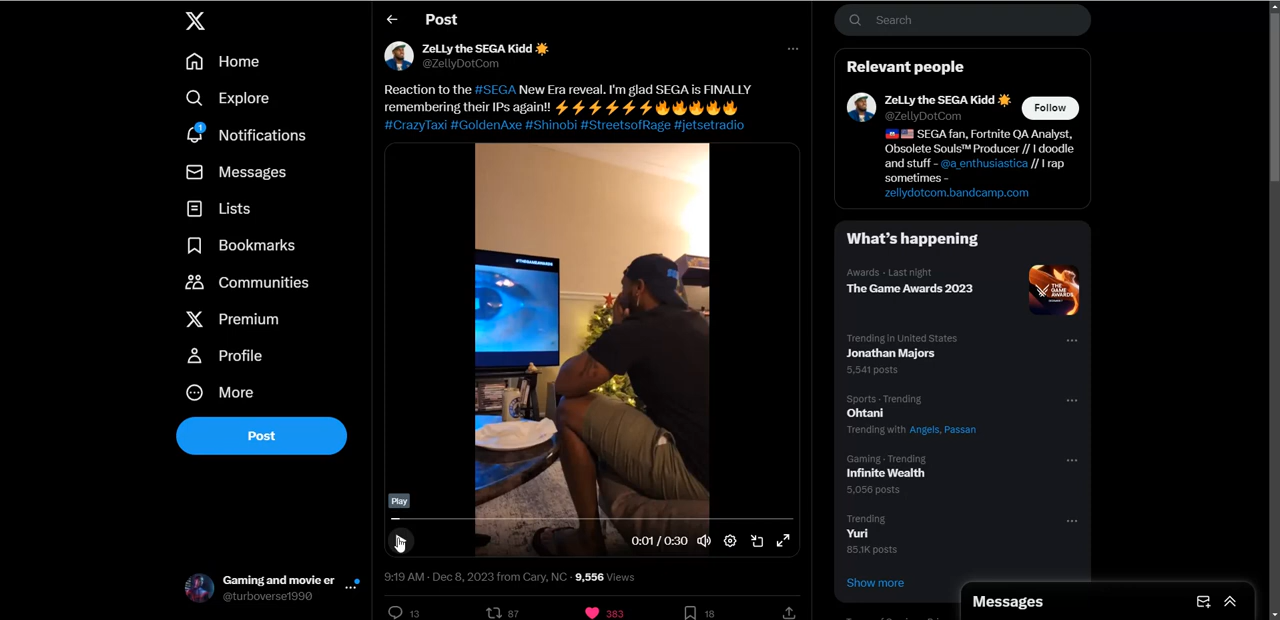 Home
Explore
1
Notifications
Messages
Lists
Bookmarks
Communities
Premium
Profile
More
Post
Gaming and movie er
@turboverse1990
Post
ZeLLy the SEGA Kidd
@ZellyDotCom
Reaction to the #SEGA New Era reveal. I'm glad SEGA is FINALLY
remembering their IPs again!! ⚡⚡⚡⚡⚡⚡🔥🔥🔥🔥🔥
#CrazyTaxi #GoldenAxe #Shinobi #StreetsofRage #jetsetradio
#THEGAMEAWARDS
Play
0:01 / 0:30
9:19 AM · Dec 8, 2023 from Cary, NC · 9,556 Views
13 87 383 18
Search
Relevant people
ZeLLy the SEGA Kidd
@ZellyDotCom
Follow
SEGA fan, Fortnite QA Analyst,
Obsolete Souls™ Porducer // I doodle
and stuff - @a_enthusiastica // I rap
sometimes -
zellydotcom.bandcamp.com
What's happening
Awards · Last night
The Game Awards 2023
THE GAME AWARDS
Trending in United States
Jonathan Majors
5,541 posts
Sports · Trending
Ohtani
Trending with Angels, Passan
Gaming · Trending
Infinite Wealth
5,056 posts
Trending
Yuri
85.1K posts
Show more
Messages